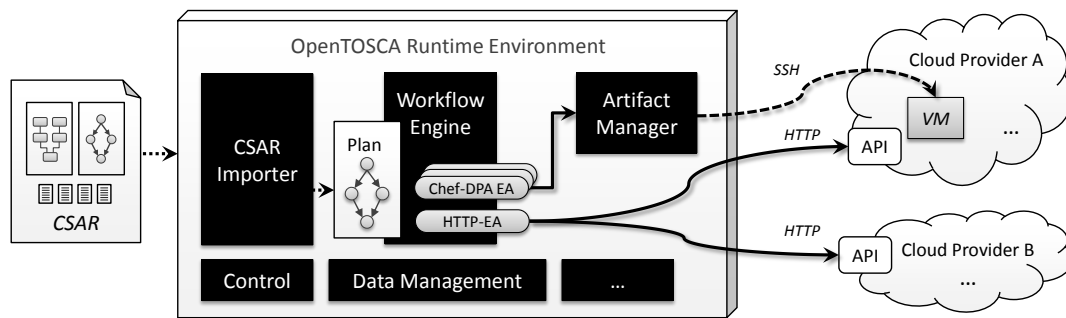 OpenTOSCA Runtime Environment
CSAR
CSAR
Importer
Plan
Workflow
Engine
Chef-DPA EA
HTTP-EA
Artifact
Manager
Control
Data Management
...
SSH
HTTP
HTTP
Cloud Provider A
VM
...
API
API
Cloud Provider B
...